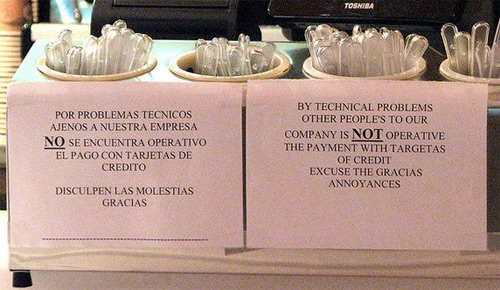 TOSHIBA
POR PROBLEMAS TECNICOS
AJENOS A NUESTRA EMPRESA
NO SE ENCUENTRA OPERATIVO
EL PAGO CON TARJETAS DE
CREDITO
DISCULPEN LAS MOLESTIAS
GRACIAS
BY TECHNICAL PROBLEMS
OTHER PEOPLE'S TO OUR
COMPANY IS NOT OPERATIVE
THE PAYMENT WITH TARGETAS
OF CREDIT
EXCUSE THE GRACIAS
ANNOYANCES